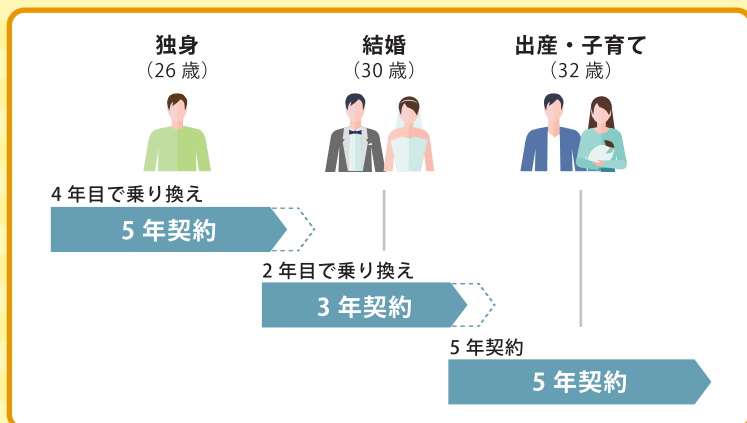 独身
（26 歳）
結婚
（30 歳）
出産・子育て
（32 歳）
4 年目で乗り換え
5 年契約
2 年目で乗り換え
3 年契約
5 年契約
5 年契約